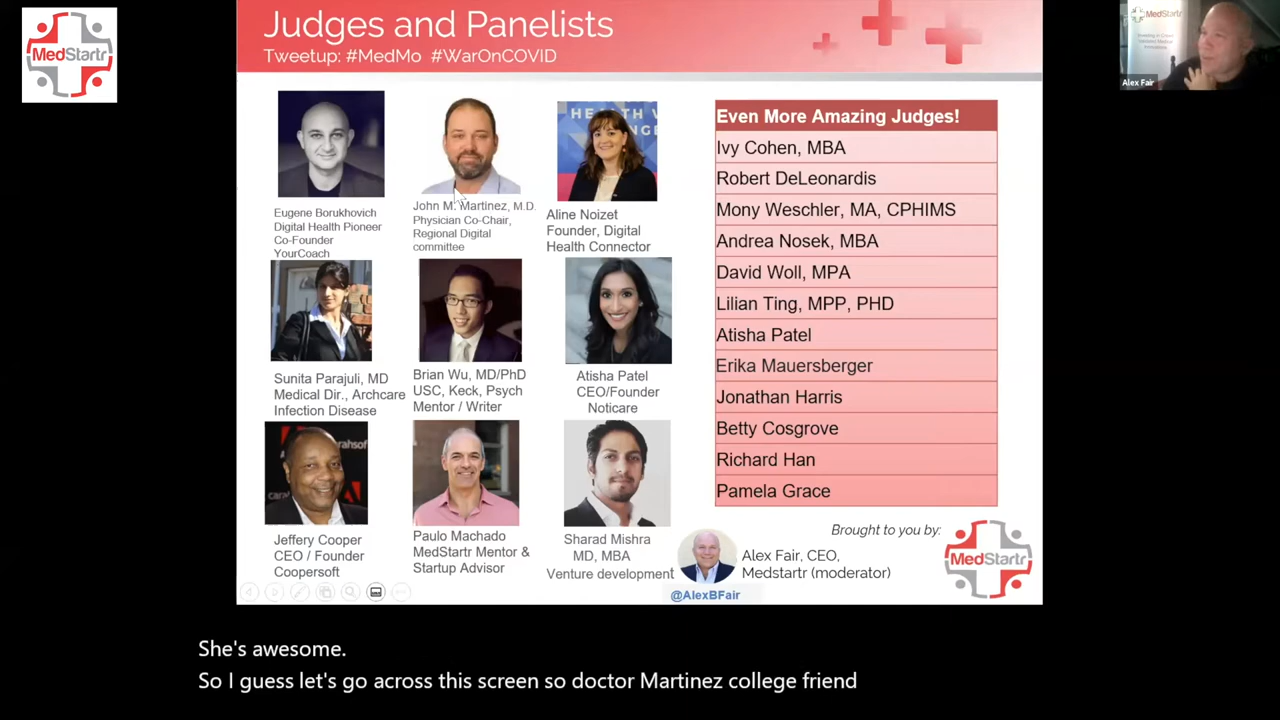 MedStartr
Judges and Panelists
Tweetup: #MedMo #WarOnCOVID
MedStartr
Alex Fair
HEALTH
Eugene Borukhovich
Digital Health Pioneer
Co-Founder
YourCoach
John M. Martinez, M.D.
Physician Co-Chair,
Regional Digital
committee
Aline Noizet
Founder, Digital
Health Connector
Sunita Parajuli, MD
Medical Dir., Archcare
Infection Disease
Brian Wu, MD/PhD
USC, Keck, Psych
Mentor / Writer
Atisha Patel
CEO/Founder
Noticare
Jeffery Cooper
CEO / Founder
Coopersoft
Paulo Machado
MedStartr Mentor &
Startup Advisor
Sharad Mishra
MD, MBA
Venture development
Even More Amazing Judges!
Ivy Cohen, MBA
Robert DeLeonardis
Mony Weschler, MA, CPHIMS
Andrea Nosek, MBA
David Woll, MPA
Lilian Ting, MPP, PHD
Atisha Patel
Erika Mauersberger
Jonathan Harris
Betty Cosgrove
Richard Han
Pamela Grace
Brought to you by:
Alex Fair, CEO,
Medstartr (moderator)
@AlexBFair
MedStartr
She's awesome.
So I guess let's go across this screen so doctor Martinez college friend